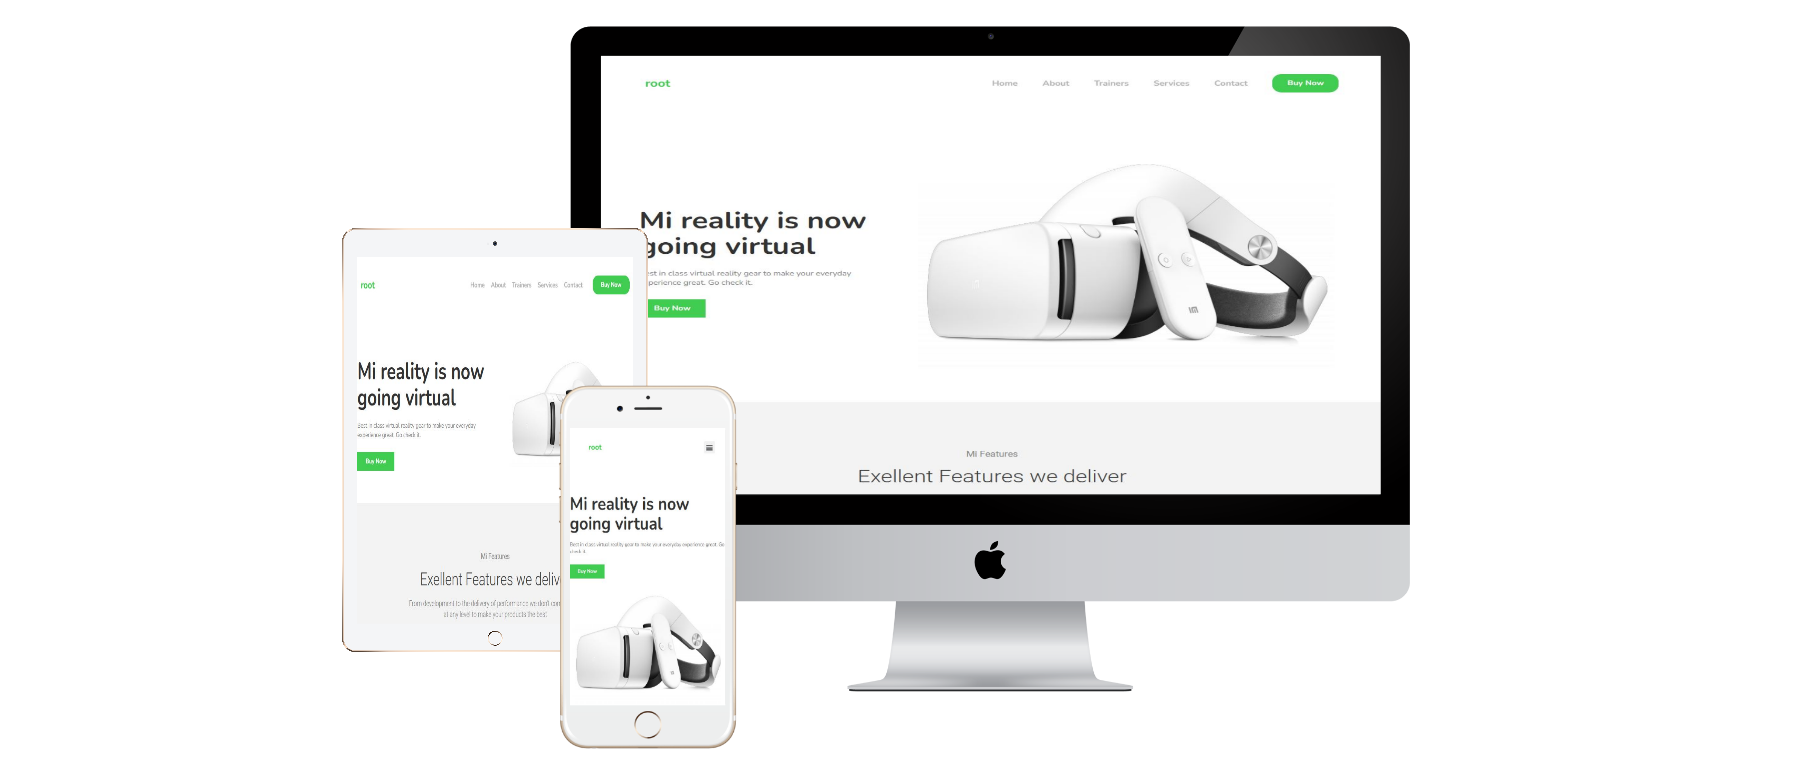 root
Home About Trainers Services Contact Buy Now
Mi reality is now
going virtual
est in class virtual reality gear to make your everyday
perience great. Go check it.
Buy Now
Mi Features
Exellent Features we deliver
root
Home About Trainers Services Contact Buy Now
Mi reality is now
going virtual
Best in class virtual reality gear to make your everyday
experience great. Go check it.
Buy Now
Mi Features
Exellent Features we deliv
From development to the delivery of performance we don't con
at any level to make your products the best
root
Mi reality is now
going virtual
Best in class virtual reality gear to make your everyday experience great. Go
check it.
Buy Now